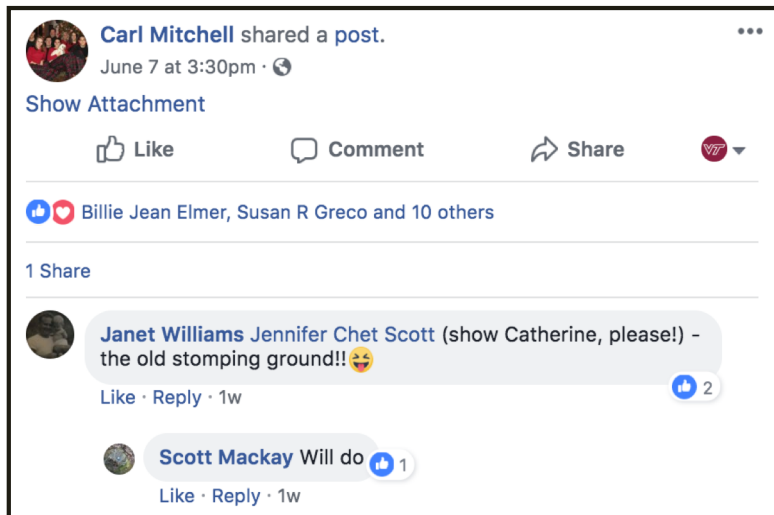 Carl Mitchell shared a post.
June 7 at 3:30pm ·
Show Attachment
Like Comment Share VT
Billie Jean Elmer, Susan R Greco and 10 others
1 Share
Janet Williams Jennifer Chet Scott (show Catherine, please!) -
the old stomping ground!!😝
2
Like · Reply · 1w
Scott Mackay Will do
1
Like · Reply · 1w